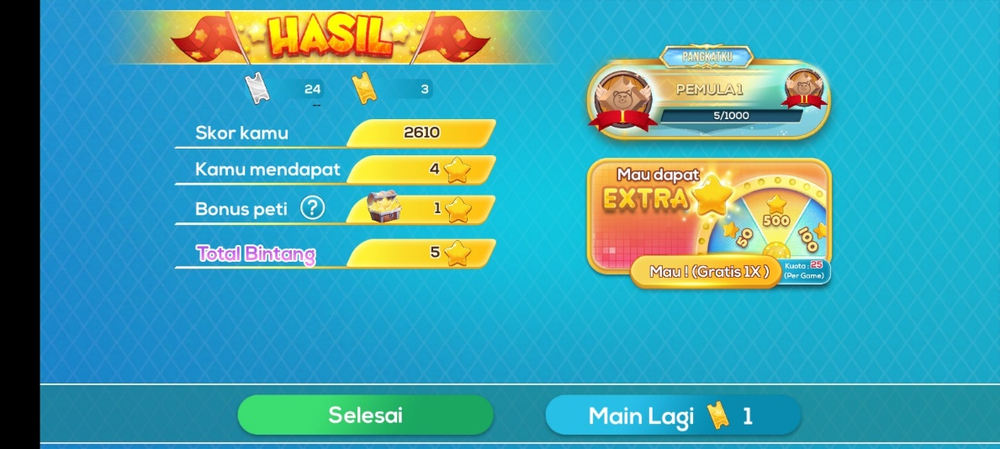 HASIL
24
3
--
Skor kamu 2610
Kamu mendapat 4
Bonus peti ? 1
Total Bintang 5
PANGKATKU
PEMULA 1
I
II
5/1000
Mau dapat
EXTRA
50
500
100
Mau ! (Gratis 1X )
Kuota : 25
(Per Game)
Selesai
Main Lagi 1